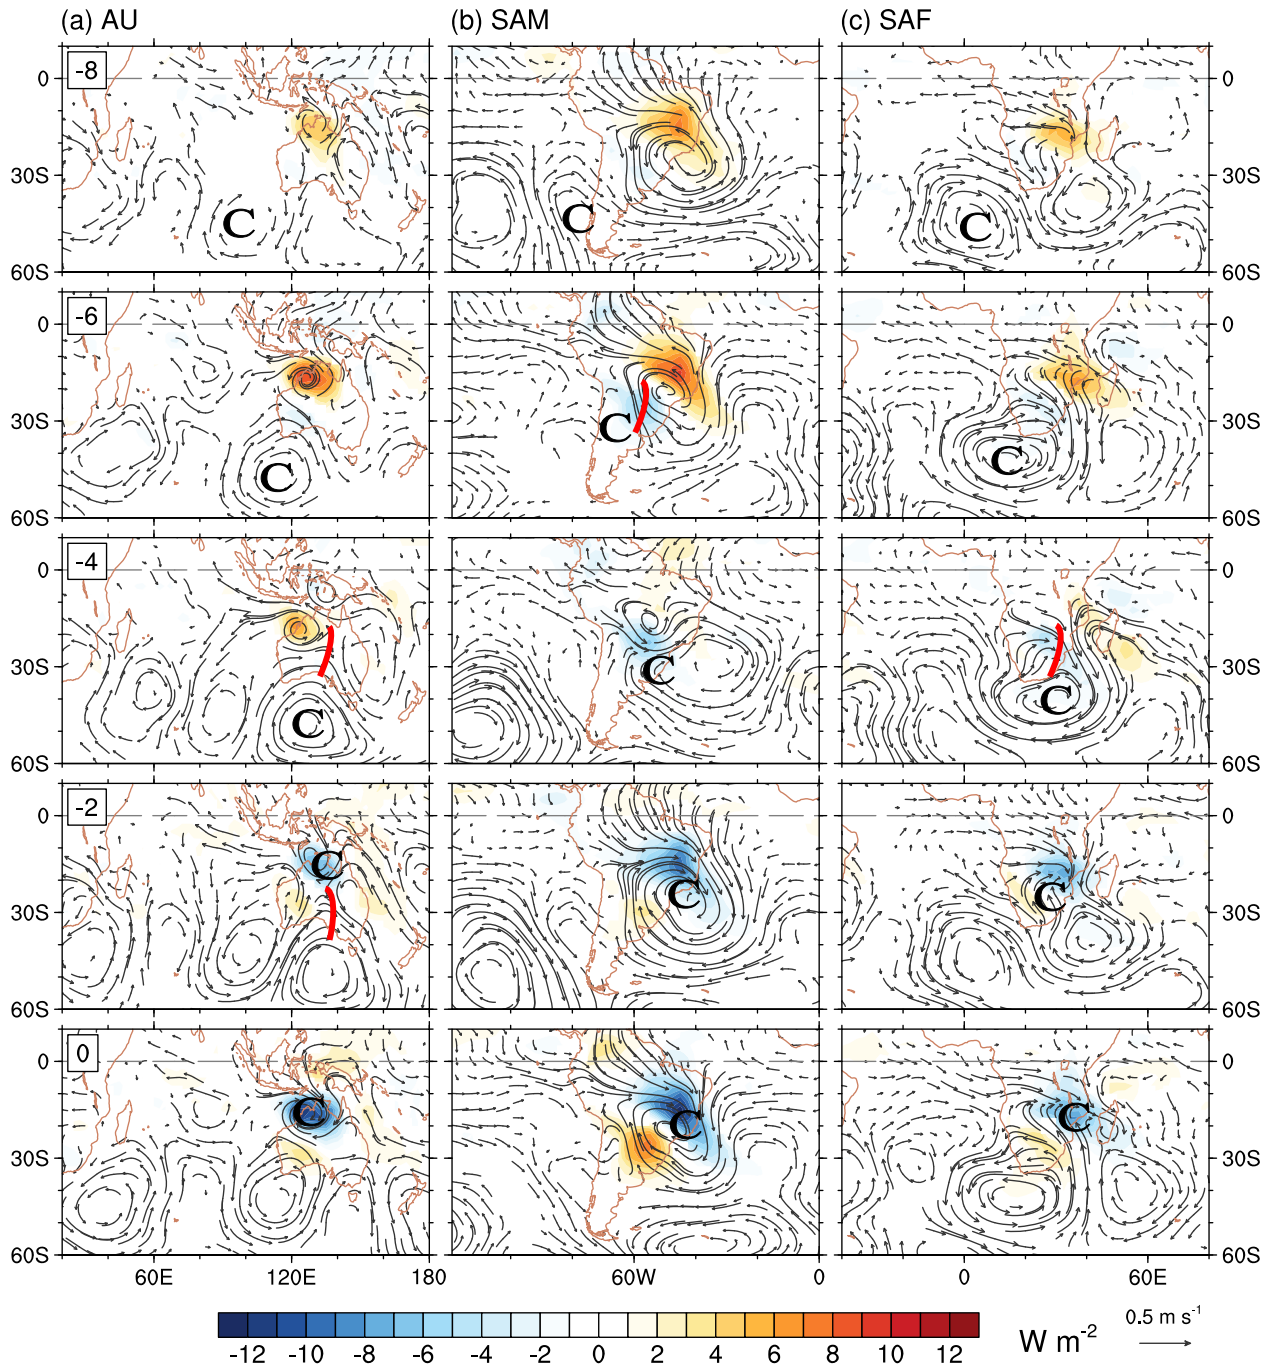 (a) AU (b) SAM (c) SAF
-8 C C C
0 0
30S 30S
60S 60S
-6 C C C
0 0
30S 30S
60S 60S
-4 C C C
0 0
30S 30S
60S 60S
-2 C C C
0 0
30S 30S
60S 60S
0 C C C
0 0
30S 30S
60S 60S
60E 120E 180 60W 0 0 60E
-12 -10 -8 -6 -4 -2 0 2 4 6 8 10 12 W m⁻² 0.5 m s⁻¹